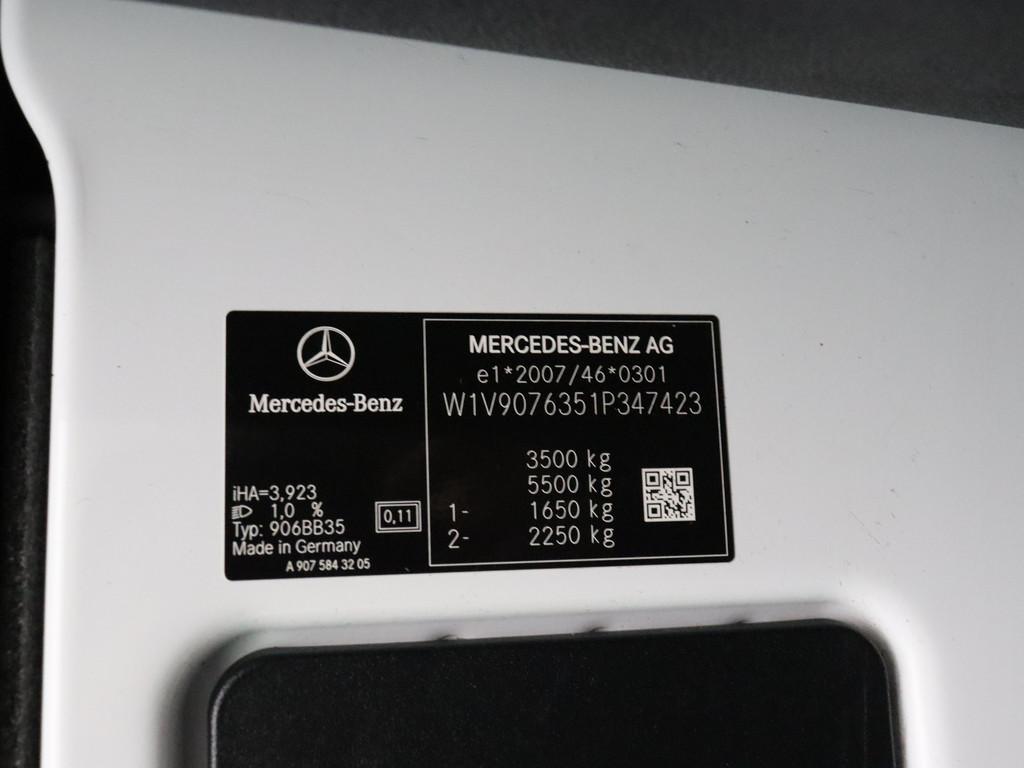 Mercedes-Benz
iHA=3,923
1,0 %
Typ: 906BB35
Made in Germany
A 907 584 32 05
0,11
MERCEDES-BENZ AG
e1*2007/46*0301
W1V9076351P347423
3500 kg
5500 kg
1- 1650 kg
2- 2250 kg